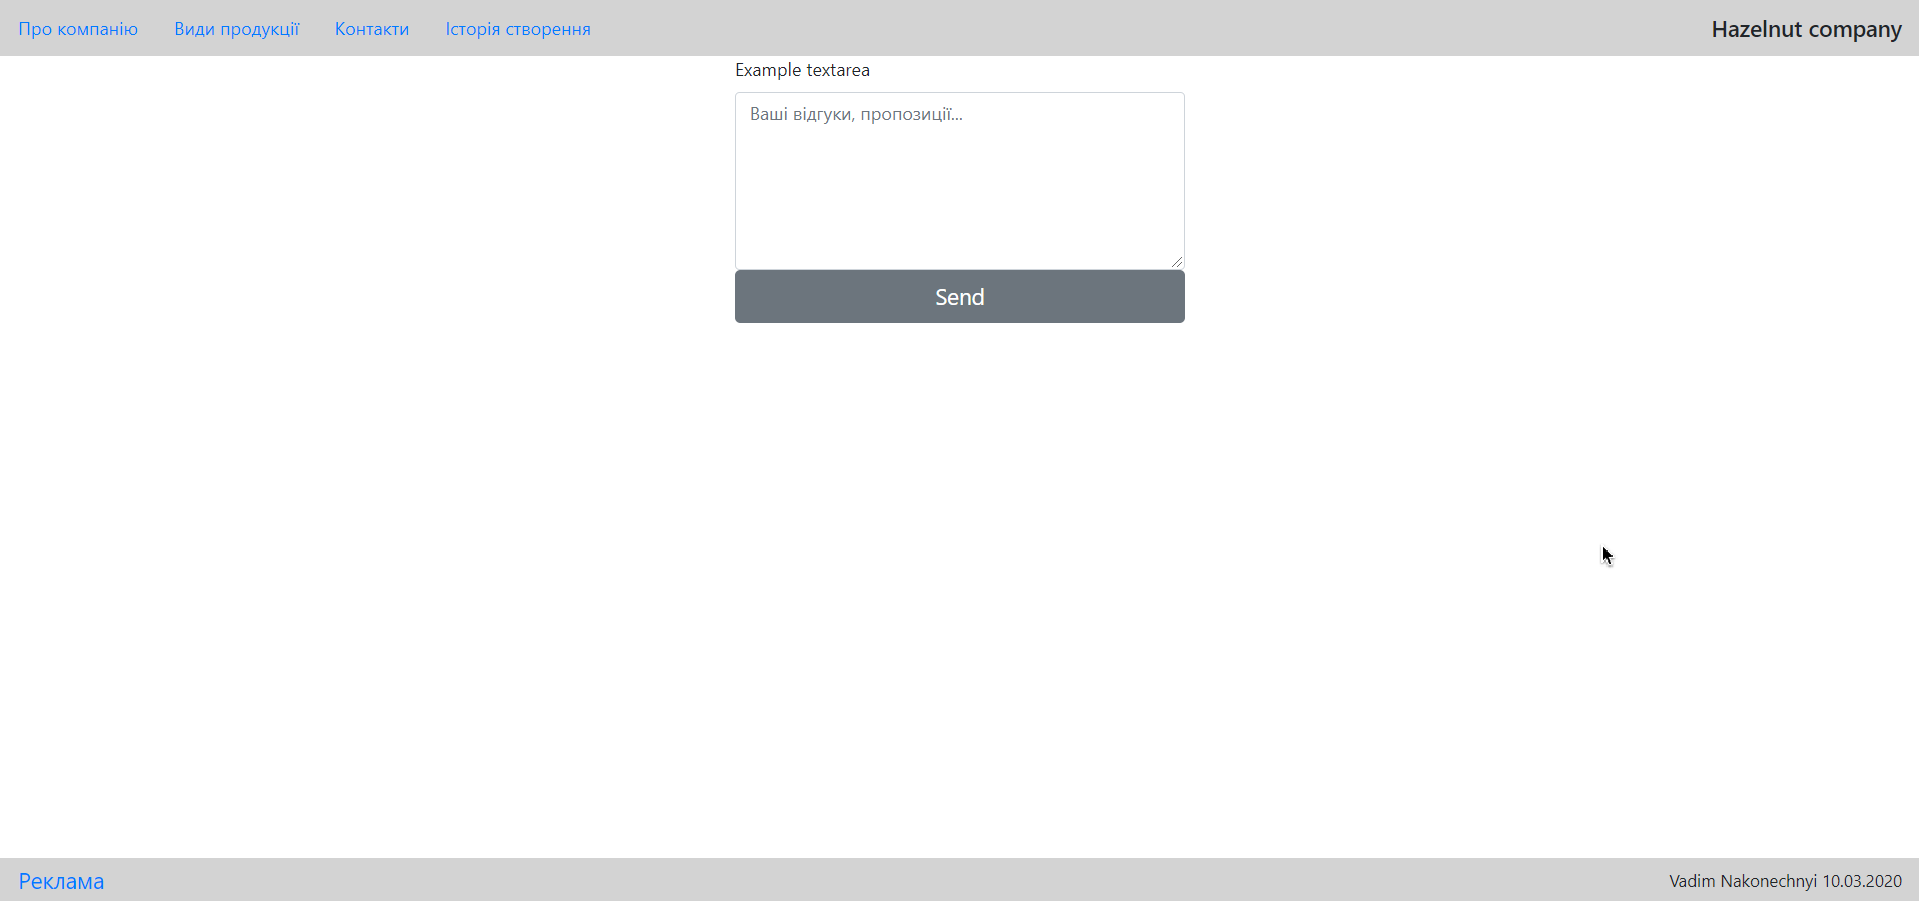 Про компанію Види продукції Контакти Історія створення Hazelnut company
Example textarea
Ваші відгуки, пропозиції...
Send
Реклама Vadim Nakonechnyi 10.03.2020